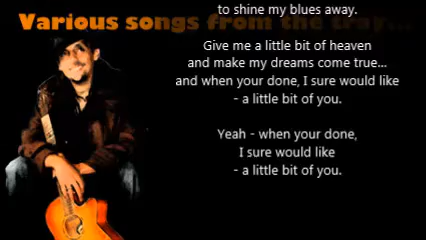 to shine my blues away.
Various songs from the tray...
Give me a little bit of heaven
and make my dreams come true...
and when your done, I sure would like
- a little bit of you.
Yeah - when your done,
I sure would like
- a little bit of you.